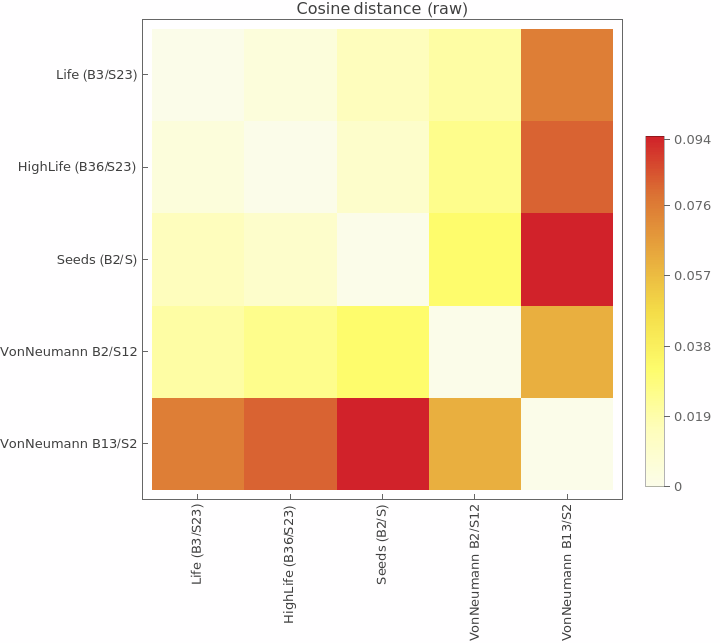 Cosine distance (raw)
Life (B3/S23)
HighLife (B36/S23)
Seeds (B2/S)
VonNeumann B2/S12
VonNeumann B13/S2
Life (B3/S23)
HighLife (B36/S23)
Seeds (B2/S)
VonNeumann B2/S12
VonNeumann B13/S2
0.094
0.076
0.057
0.038
0.019
0